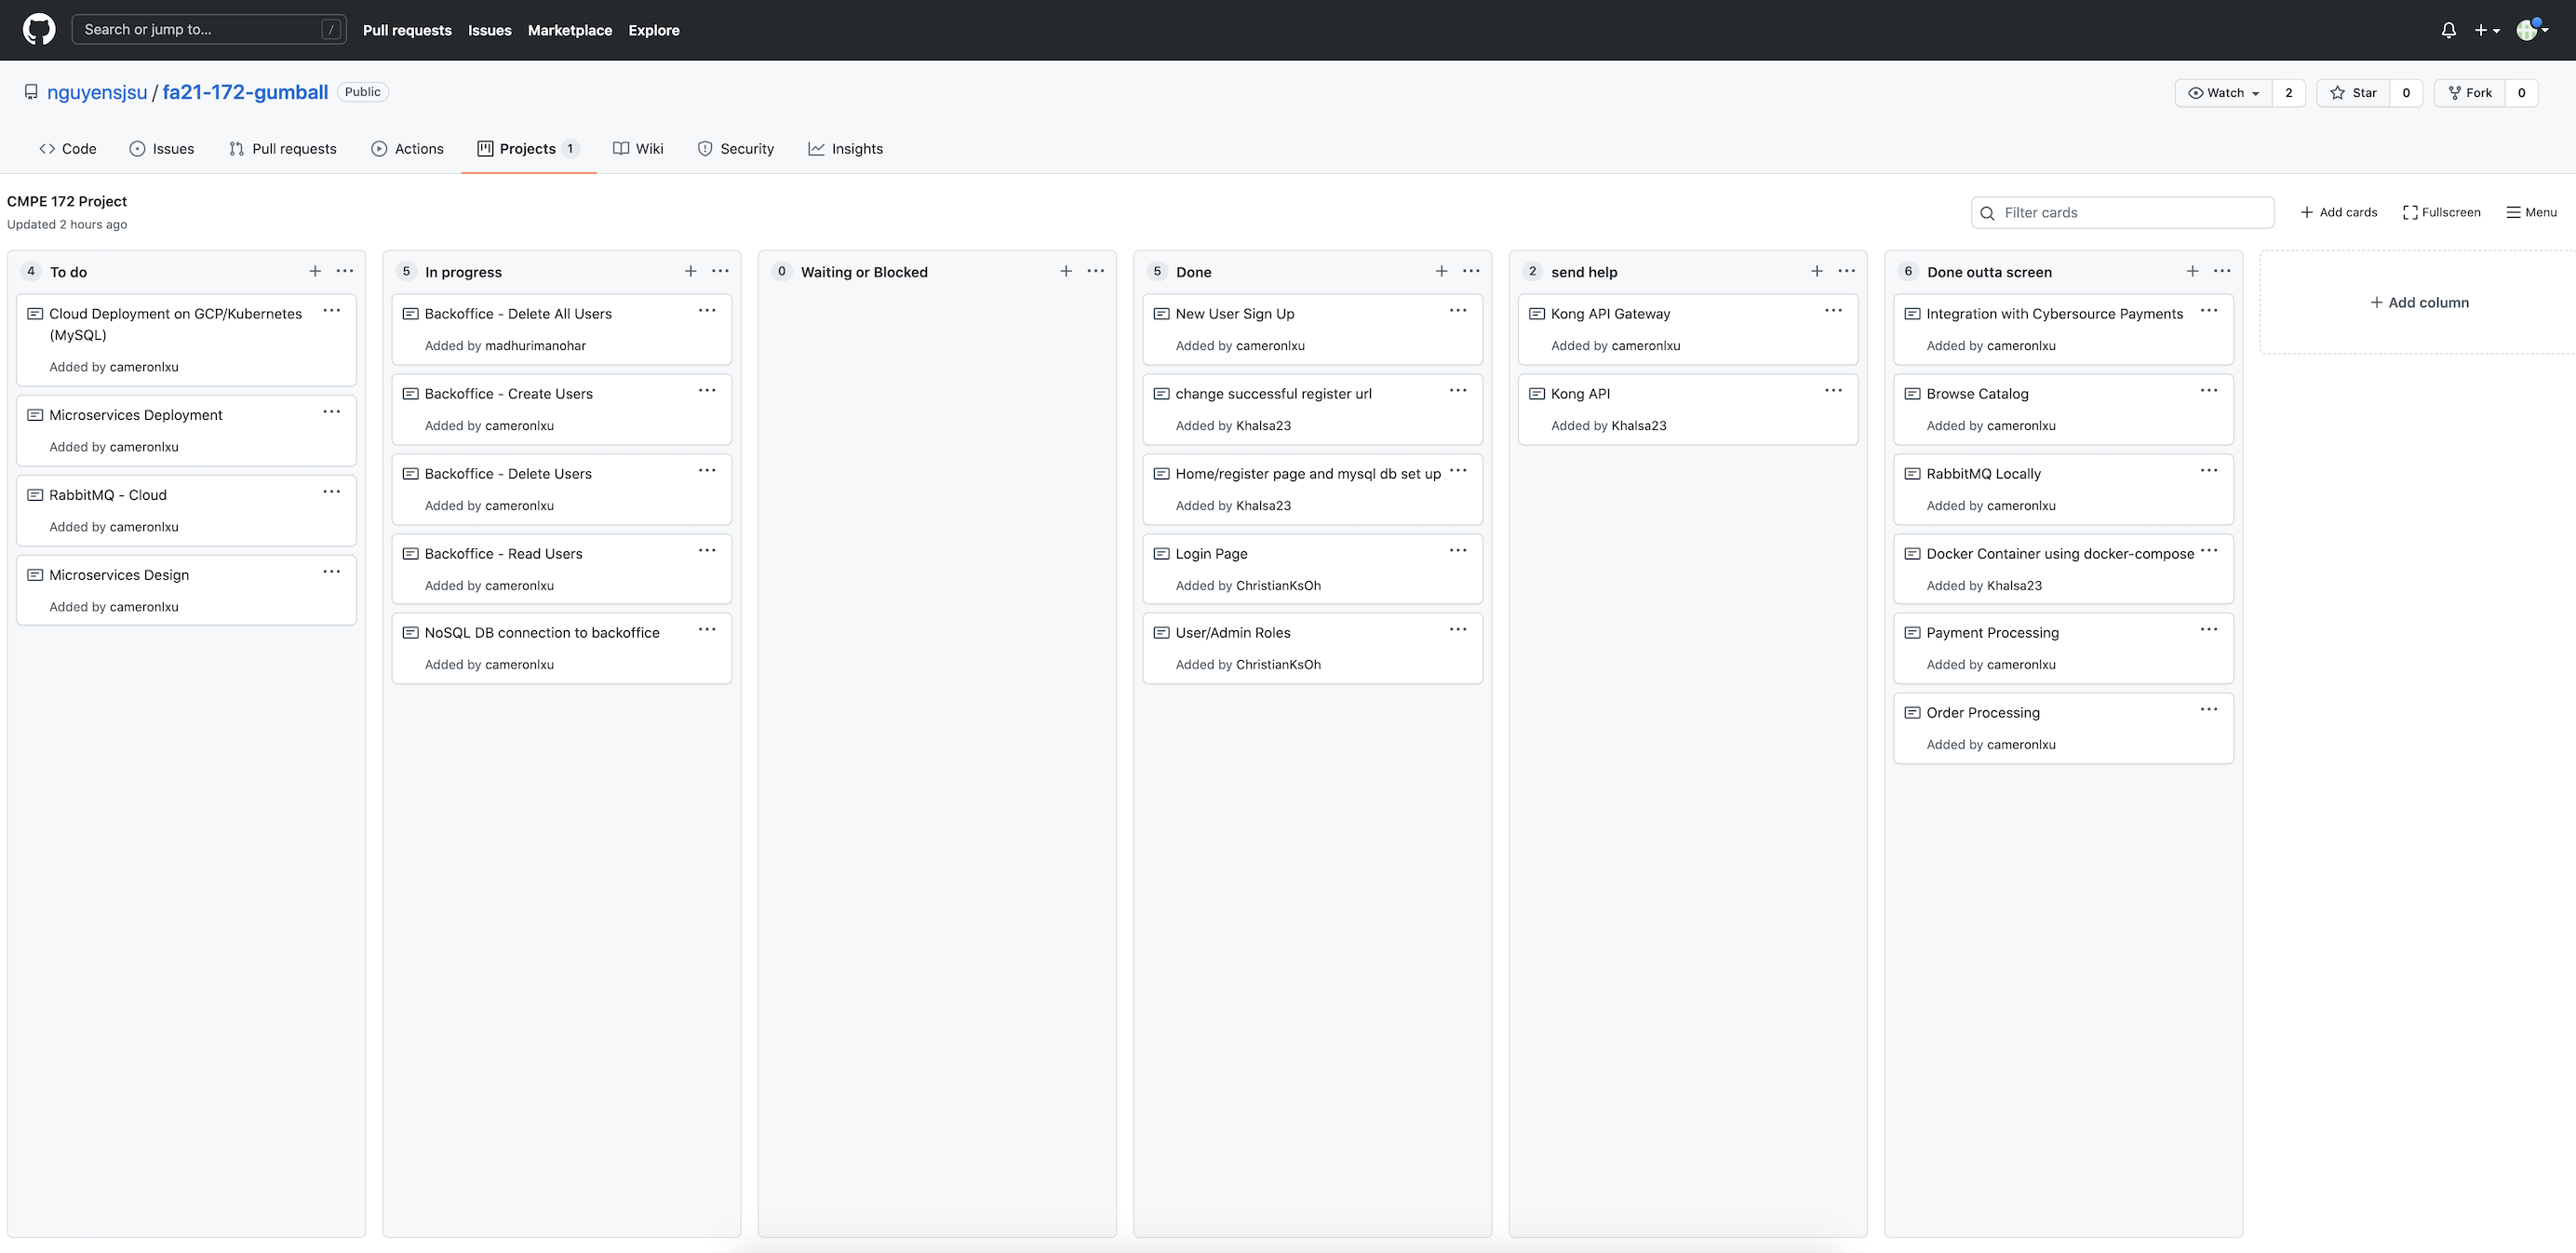 Search or jump to... /
Pull requests Issues Marketplace Explore
nguyensjsu / fa21-172-gumball Public
Watch 2 Star 0 Fork 0
Code Issues Pull requests Actions Projects 1 Wiki Security Insights
CMPE 172 Project
Updated 2 hours ago
Filter cards
Add cards Fullscreen Menu
4 To do
Cloud Deployment on GCP/Kubernetes
(MySQL)
Added by cameronlxu
Microservices Deployment
Added by cameronlxu
RabbitMQ - Cloud
Added by cameronlxu
Microservices Design
Added by cameronlxu
5 In progress
Backoffice - Delete All Users
Added by madhurimanohar
Backoffice - Create Users
Added by cameronlxu
Backoffice - Delete Users
Added by cameronlxu
Backoffice - Read Users
Added by cameronlxu
NoSQL DB connection to backoffice
Added by cameronlxu
0 Waiting or Blocked
5 Done
New User Sign Up
Added by cameronlxu
change successful register url
Added by Khalsa23
Home/register page and mysql db set up
Added by Khalsa23
Login Page
Added by ChristianKsOh
User/Admin Roles
Added by ChristianKsOh
2 send help
Kong API Gateway
Added by cameronlxu
Kong API
Added by Khalsa23
6 Done outta screen
Integration with Cybersource Payments
Added by cameronlxu
Browse Catalog
Added by cameronlxu
RabbitMQ Locally
Added by cameronlxu
Docker Container using docker-compose
Added by Khalsa23
Payment Processing
Added by cameronlxu
Order Processing
Added by cameronlxu
Add column